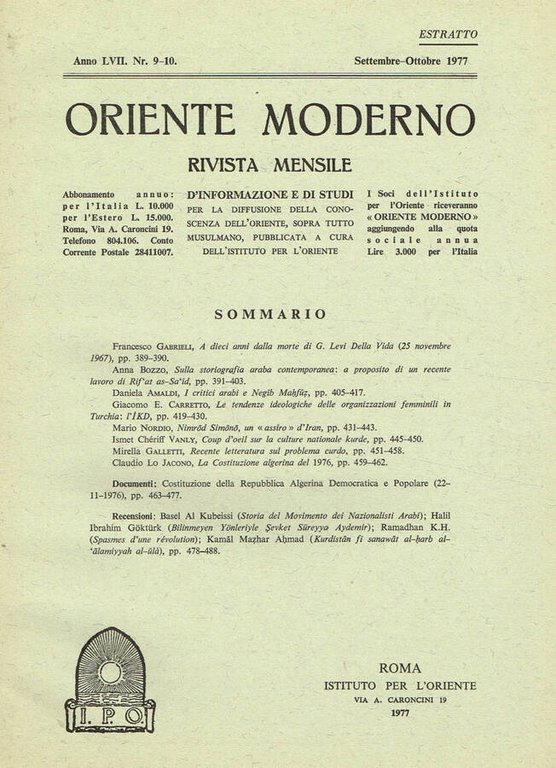 ESTRATTO
Anno LVII. Nr. 9-10. Settembre-Ottobre 1977
ORIENTE MODERNO
RIVISTA MENSILE
Abbonamento annuo:
per l'Italia L. 10.000
per l'Estero L. 15.000.
Roma, Via A. Caroncini 19.
Telefono 804.106. Conto
Corrente Postale 28411007.
D'INFORMAZIONE E DI STUDI
PER LA DIFFUSIONE DELLA CONO-
SCENZA DELL'ORIENTE, SOPRA TUTTO
MUSULMANO, PUBBLICATA A CURA
DELL'ISTITUTO PER L'ORIENTE
I Soci dell'Istituto
per l'Oriente riceveranno
« ORIENTE MODERNO »
aggiungendo alla quota
sociale annua
Lire 3.000 per l'Italia
SOMMARIO
Francesco GABRIELI, A dieci anni dalla morte di G. Levi Della Vida (25 novembre
1967), pp. 389-390.
Anna BOZZO, Sulla storiografia araba contemporanea: a proposito di un recente
lavoro di Rif'at as-Sa'īd, pp. 391-403.
Daniela AMALDI, I critici arabi e Negīb Maḥfūẓ, pp. 405-417.
Giacomo E. CARRETTO, Le tendenze ideologiche delle organizzazioni femminili in
Turchia: l'İKD, pp. 419-430.
Mario NORDIO, Nimrōd Simōnō, un « assiro » d'Iran, pp. 431-443.
Ismet Chériff VANLY, Coup d'oeil sur la culture nationale kurde, pp. 445-450.
Mirella GALLETTI, Recente letteratura sul problema curdo, pp. 451-458.
Claudio LO JACONO, La Costituzione algerina del 1976, pp. 459-462.
Documenti: Costituzione della Repubblica Algerina Democratica e Popolare (22-
11-1976), pp. 463-477.
Recensioni: Basel Al Kubeissi (Storia del Movimento dei Nazionalisti Arabi); Halil
Ibrahim Göktürk (Bilinmeyen Yönleriyle Şevket Süreyya Aydemir); Ramadhan K.H.
(Spasmes d'une révolution); Kamāl Maẓhar Aḥmad (Kurdistān fi sanawāt al-ḥarb al-
'ālamiyyah al-ūlā), pp. 478-488.
I.P.O.
ROMA
ISTITUTO PER L'ORIENTE
VIA A. CARONCINI 19
1977